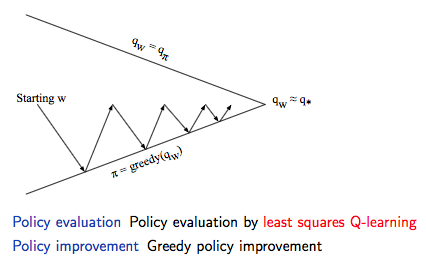 q_w = q_π
Starting w
q_w ≈ q_*
π = greedy(q_w)
Policy evaluation Policy evaluation by least squares Q-learning
Policy improvement Greedy policy improvement